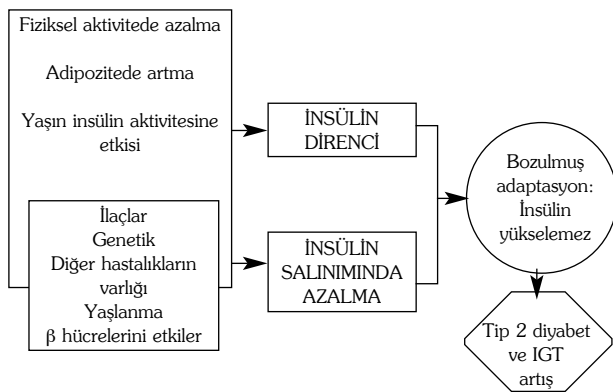 Fiziksel aktivitede azalma
Adipozitede artma
Yaşın insülin aktivitesine
etkisi
İlaçlar
Genetik
Diğer hastalıkların
varlığı
Yaşlanma
β hücrelerini etkiler
İNSÜLİN
DİRENCİ
İNSÜLİN
SALINIMINDA
AZALMA
Bozulmuş
adaptasyon:
İnsülin
yükselemez
Tip 2 diyabet
ve IGT
artış